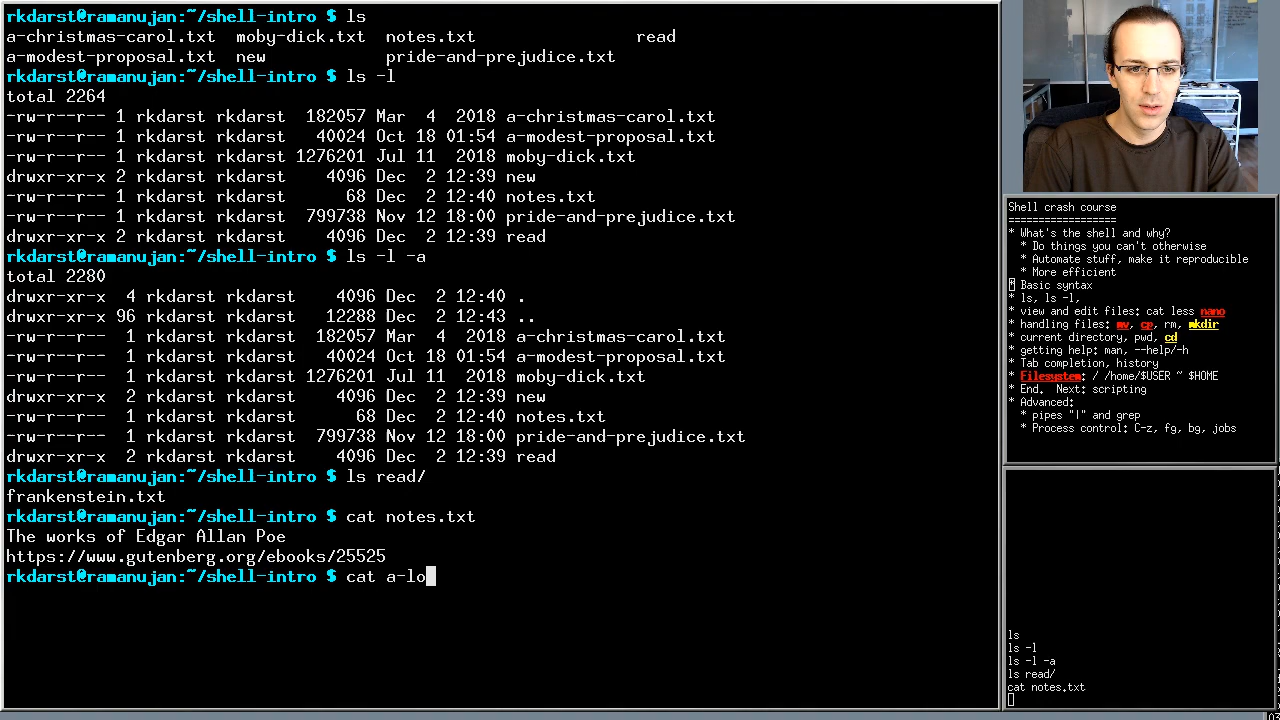 rkdarst@ramanujan:~/shell-intro $ ls
a-christmas-carol.txt moby-dick.txt notes.txt read
a-modest-proposal.txt new pride-and-prejudice.txt
rkdarst@ramanujan:~/shell-intro $ ls -l
total 2264
-rw-r--r-- 1 rkdarst rkdarst 182057 Mar 4 2018 a-christmas-carol.txt
-rw-r--r-- 1 rkdarst rkdarst 40024 Oct 18 01:54 a-modest-proposal.txt
-rw-r--r-- 1 rkdarst rkdarst 1276201 Jul 11 2018 moby-dick.txt
drwxr-xr-x 2 rkdarst rkdarst 4096 Dec 2 12:39 new
-rw-r--r-- 1 rkdarst rkdarst 68 Dec 2 12:40 notes.txt
-rw-r--r-- 1 rkdarst rkdarst 799738 Nov 12 18:00 pride-and-prejudice.txt
drwxr-xr-x 2 rkdarst rkdarst 4096 Dec 2 12:39 read
rkdarst@ramanujan:~/shell-intro $ ls -l -a
total 2280
drwxr-xr-x 4 rkdarst rkdarst 4096 Dec 2 12:40 .
drwxr-xr-x 96 rkdarst rkdarst 12288 Dec 2 12:43 ..
-rw-r--r-- 1 rkdarst rkdarst 182057 Mar 4 2018 a-christmas-carol.txt
-rw-r--r-- 1 rkdarst rkdarst 40024 Oct 18 01:54 a-modest-proposal.txt
-rw-r--r-- 1 rkdarst rkdarst 1276201 Jul 11 2018 moby-dick.txt
drwxr-xr-x 2 rkdarst rkdarst 4096 Dec 2 12:39 new
-rw-r--r-- 1 rkdarst rkdarst 68 Dec 2 12:40 notes.txt
-rw-r--r-- 1 rkdarst rkdarst 799738 Nov 12 18:00 pride-and-prejudice.txt
drwxr-xr-x 2 rkdarst rkdarst 4096 Dec 2 12:39 read
rkdarst@ramanujan:~/shell-intro $ ls read/
frankenstein.txt
rkdarst@ramanujan:~/shell-intro $ cat notes.txt
The works of Edgar Allan Poe
https://www.gutenberg.org/ebooks/25525
rkdarst@ramanujan:~/shell-intro $ cat a-lo
Shell crash course
==================
* What's the shell and why?
* Do things you can't otherwise
* Automate stuff, make it reproducible
* More efficient
* Basic syntax
* ls, ls -l,
* view and edit files: cat less nano
* handling files: mv, cp, rm, mkdir
* current directory, pwd, cd
* getting help: man, --help/-h
* Tab completion, history
* Filesystem: / /home/$USER ~ $HOME
* End. Next: scripting
* Advanced:
* pipes "|" and grep
* Process control: C-z, fg, bg, jobs
ls
ls -l
ls -l -a
ls read/
cat notes.txt